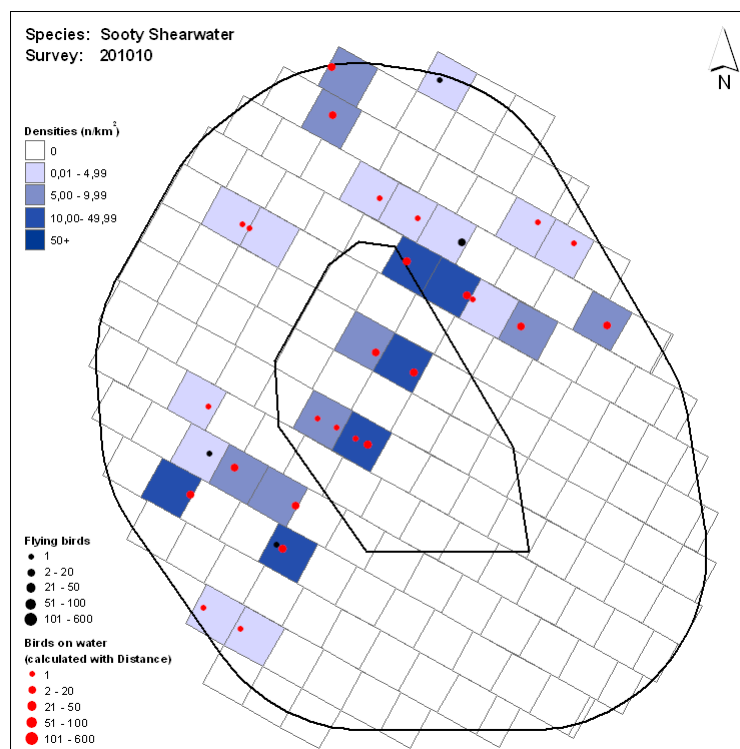 Species: Sooty Shearwater
Survey: 201010
N
Densities (n/km²)
0
0,01 - 4,99
5,00 - 9,99
10,00- 49,99
50+
Flying birds
1
2 - 20
21 - 50
51 - 100
101 - 600
Birds on water
(calculated with Distance)
1
2 - 20
21 - 50
51 - 100
101 - 600